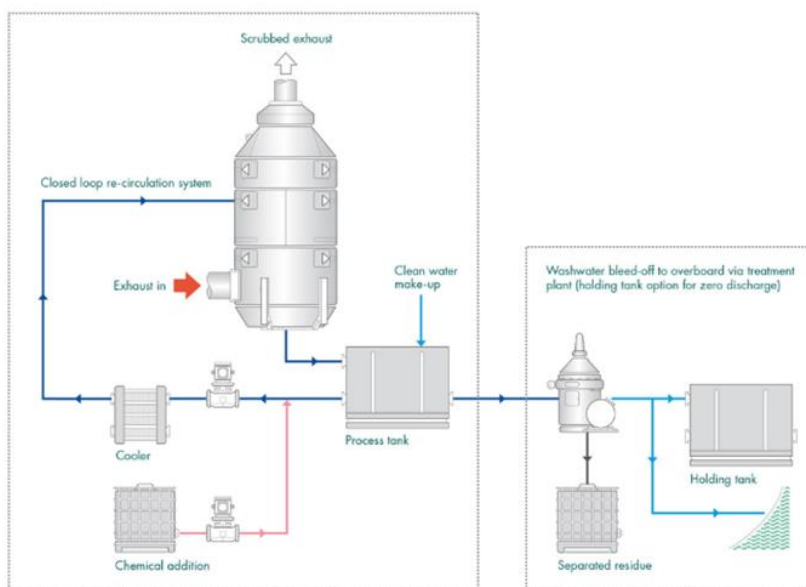 Scrubbed exhaust
Closed loop re-circulation system
Exhaust in
Clean water
make-up
Washwater bleed-off to overboard via treatment
plant (holding tank option for zero discharge)
Cooler
Process tank
Holding tank
Chemical addition
Separated residue